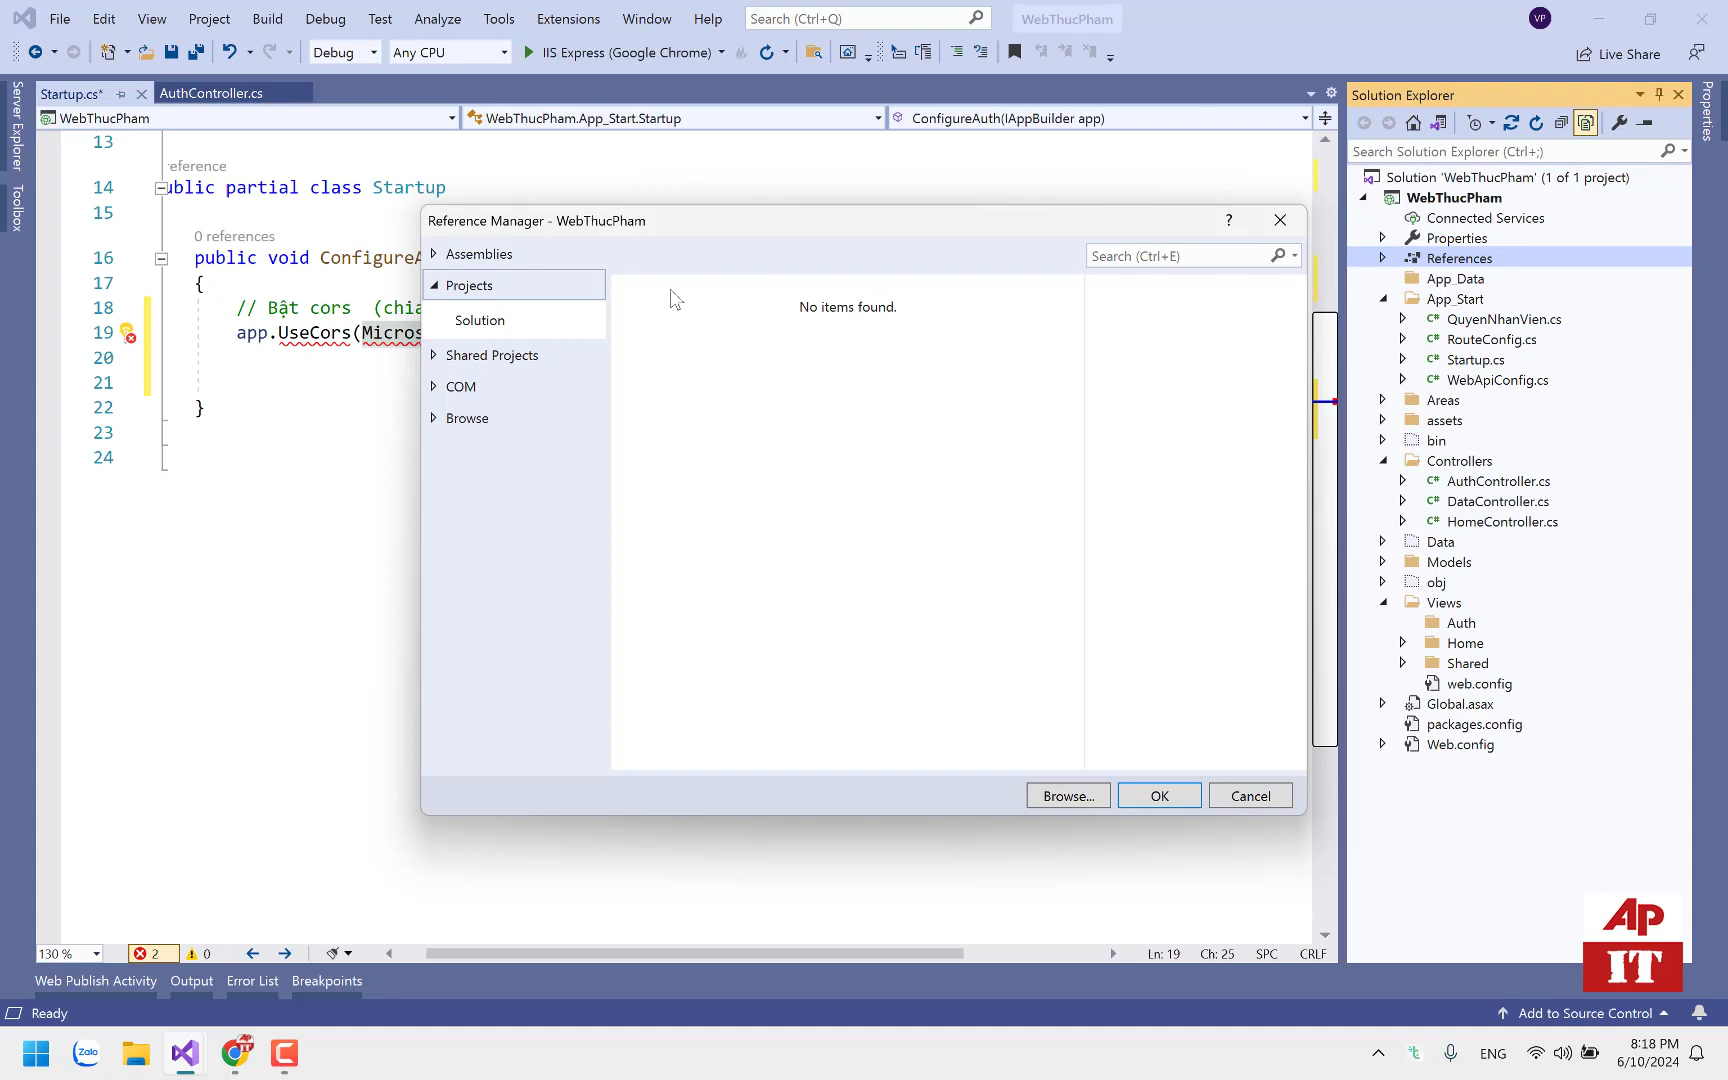 File Edit View Project Build Debug Test Analyze Tools Extensions Window Help Search (Ctrl+Q) WebThucPham VP
Debug Any CPU IIS Express (Google Chrome) Live Share
Server Explorer
Toolbox
Startup.cs* AuthController.cs
WebThucPham WebThucPham.App_Start.Startup ConfigureAuth(IAppBuilder app)
13
reference
14 ublic partial class Startup
15
0 references
16 public void ConfigureA
17 {
18 // Bật cors (chia
19 app.UseCors(Micros
20
21
22 }
23
24
Reference Manager - WebThucPham ?
Assemblies Search (Ctrl+E)
Projects
Solution
Shared Projects
COM
Browse
No items found.
Browse... OK Cancel
Solution Explorer
Search Solution Explorer (Ctrl+;)
Solution 'WebThucPham' (1 of 1 project)
WebThucPham
Connected Services
Properties
References
App_Data
App_Start
C# QuyenNhanVien.cs
C# RouteConfig.cs
C# Startup.cs
C# WebApiConfig.cs
Areas
assets
bin
Controllers
C# AuthController.cs
C# DataController.cs
C# HomeController.cs
Data
Models
obj
Views
Auth
Home
Shared
web.config
Global.asax
packages.config
Web.config
Properties
AP
IT
130 % 2 0 Ln: 19 Ch: 25 SPC CRLF
Web Publish Activity Output Error List Breakpoints
Ready Add to Source Control
Zalo AP IT ENG 8:18 PM
6/10/2024